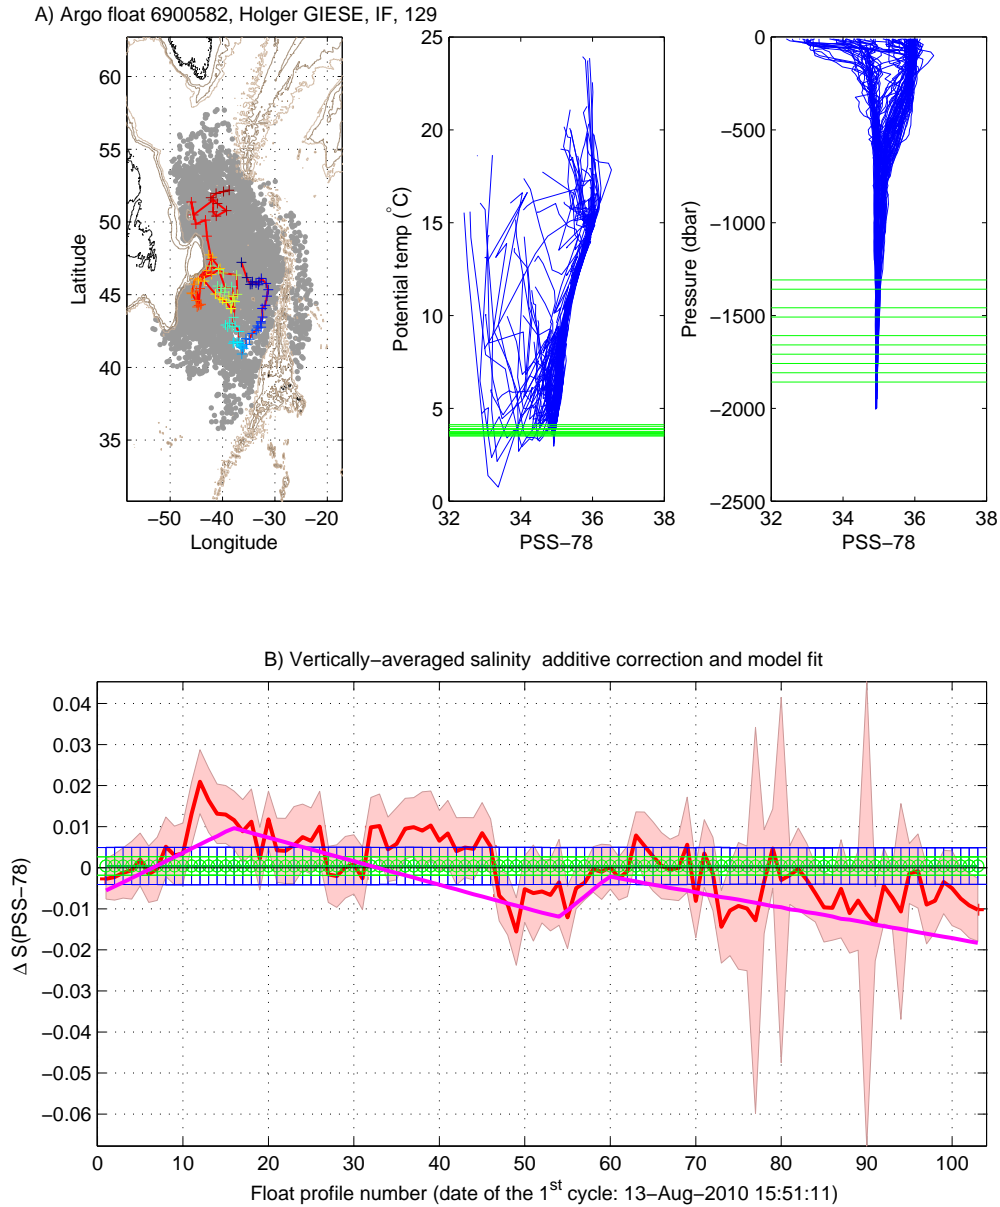 A) Argo float 6900582, Holger GIESE, IF, 129
60
55
50
45
40
35
−50 −40 −30 −20
Latitude
Longitude
25
20
15
10
5
0
32 34 36 38
Potential temp (°C)
PSS−78
0
−500
−1000
−1500
−2000
−2500
32 34 36 38
Pressure (dbar)
PSS−78
B) Vertically−averaged salinity additive correction and model fit
0.04
0.03
0.02
0.01
0
−0.01
−0.02
−0.03
−0.04
−0.05
−0.06
Δ S(PSS−78)
0 10 20 30 40 50 60 70 80 90 100
Float profile number (date of the 1st cycle: 13−Aug−2010 15:51:11)